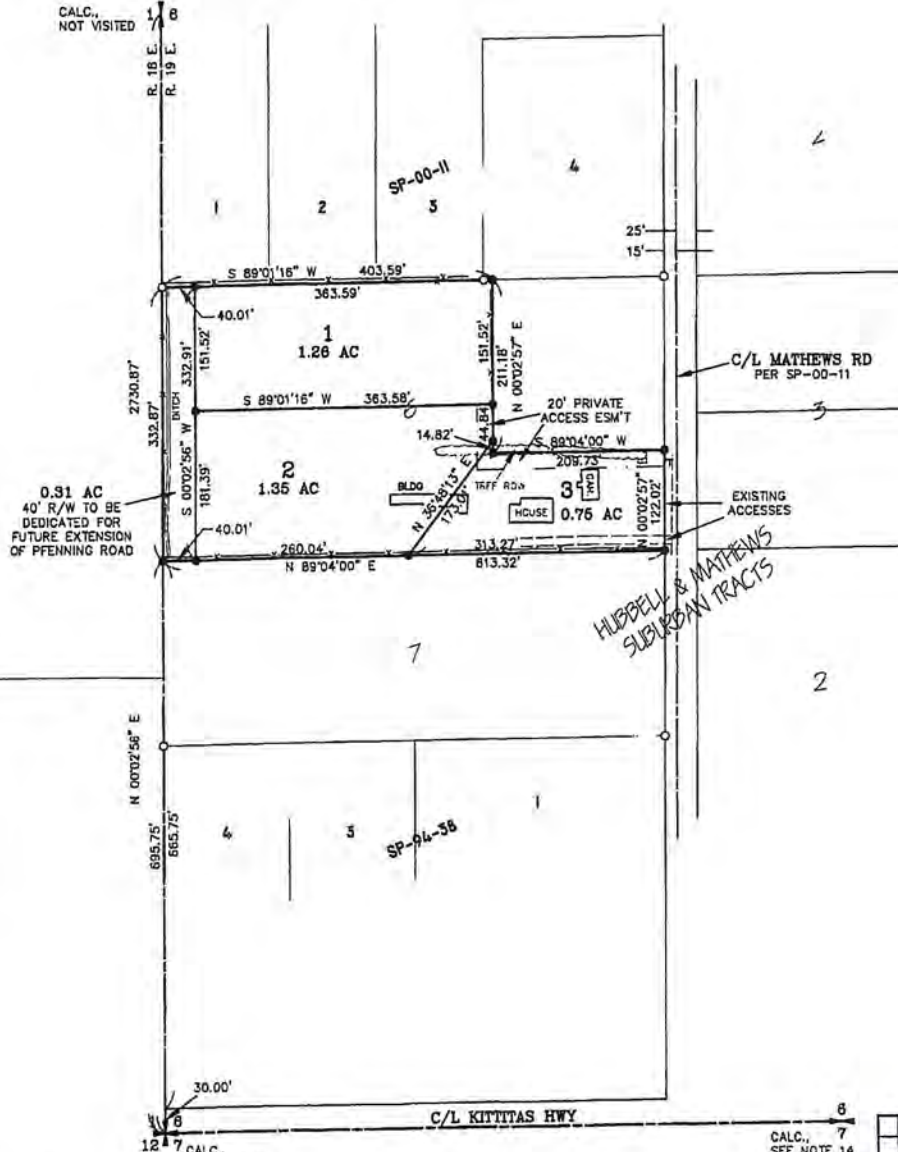 CALC.,
NOT VISITED
1 6
R. 18 E.
R. 19 E.
SP-00-11
1
2
3
4
25'
15'
S 89°01'16" W 403.59'
363.59'
40.01'
2730.87'
332.87'
DITCH
S 00°02'56" W
332.91'
151.52'
181.39'
1
1.26 AC
151.52'
211.18'
N 00°02'57" E
S 89°01'16" W 363.58'
44.84'
20' PRIVATE
ACCESS ESM'T
14.82'
S 89°04'00" W
209.73'
C/L MATHEWS RD
PER SP-00-11
3
2
1.35 AC
BLDG
N 36°48'13" E
TREE ROW
HOUSE
3
0.75 AC
N 00°02'57" E
122.02'
EXISTING
ACCESSES
0.31 AC
40' R/W TO BE
DEDICATED FOR
FUTURE EXTENSION
OF PFENNING ROAD
40.01'
260.04'
313.27'
N 89°04'00" E
613.32'
HUBBELL & MATHEWS
SUBURBAN TRACTS
2
N 00°02'56" E
695.75'
665.75'
4
3
1
SP-94-38
30.00'
C/L KITTITAS HWY
6
12 7
CALC.
6
7
CALC.,
SEE NOTE 14